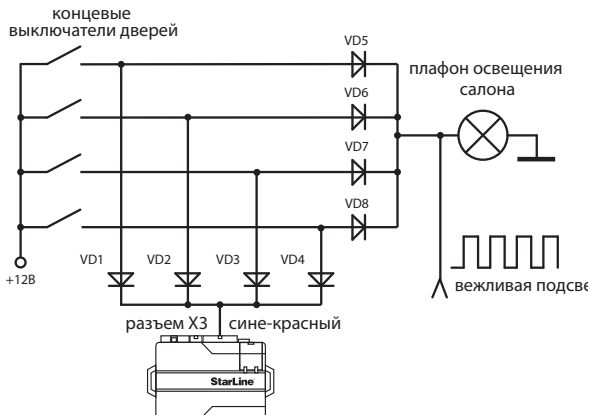 концевые
выключатели дверей
VD5
плафон освещения
салона
VD6
VD7
VD8
+12В
VD1 VD2 VD3 VD4
вежливая подсве
разъем X3 сине-красный
StarLine